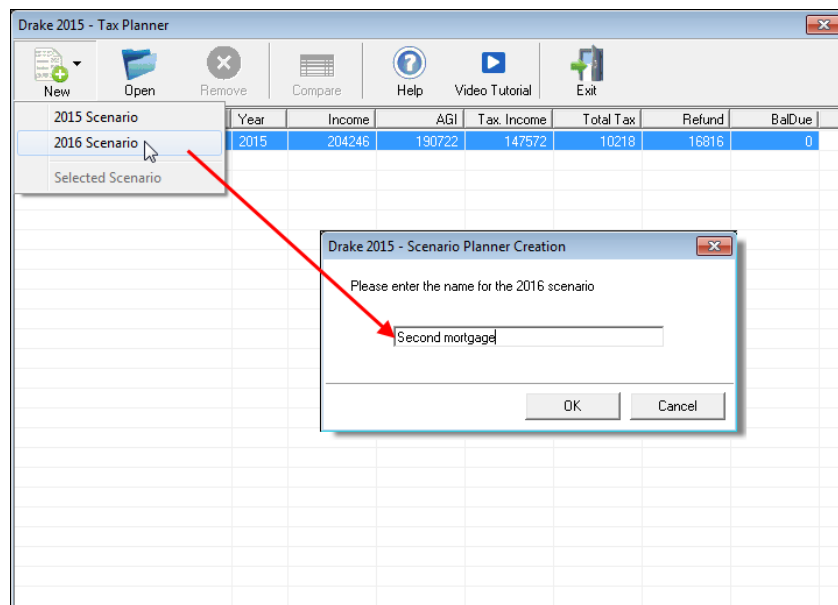 Drake 2015 - Tax Planner
New Open Remove Compare Help Video Tutorial Exit
2015 Scenario
2016 Scenario
Selected Scenario
Year Income AGI Tax. Income Total Tax Refund BalDue
2015 204246 190722 147572 10218 16816 0
Drake 2015 - Scenario Planner Creation
Please enter the name for the 2016 scenario
Second mortgage
OK Cancel